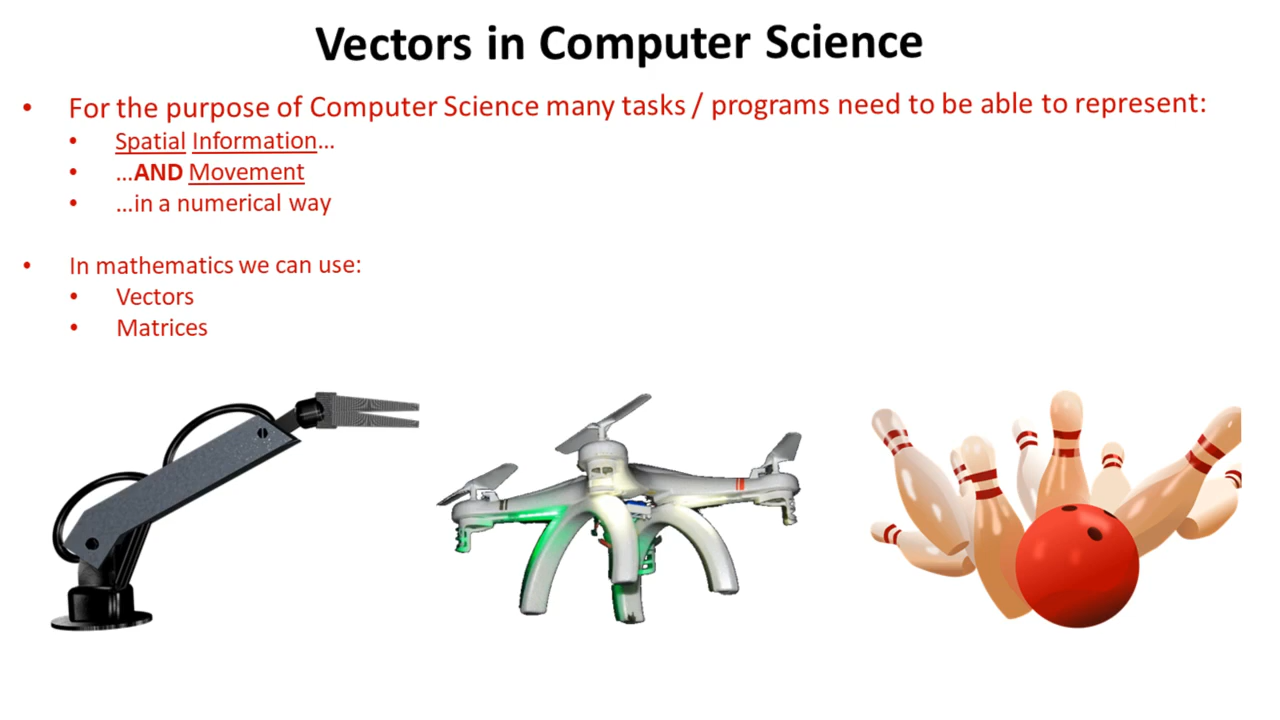 Vectors in Computer Science
• For the purpose of Computer Science many tasks / programs need to be able to represent:
• Spatial Information…
• …AND Movement
• …in a numerical way
• In mathematics we can use:
• Vectors
• Matrices